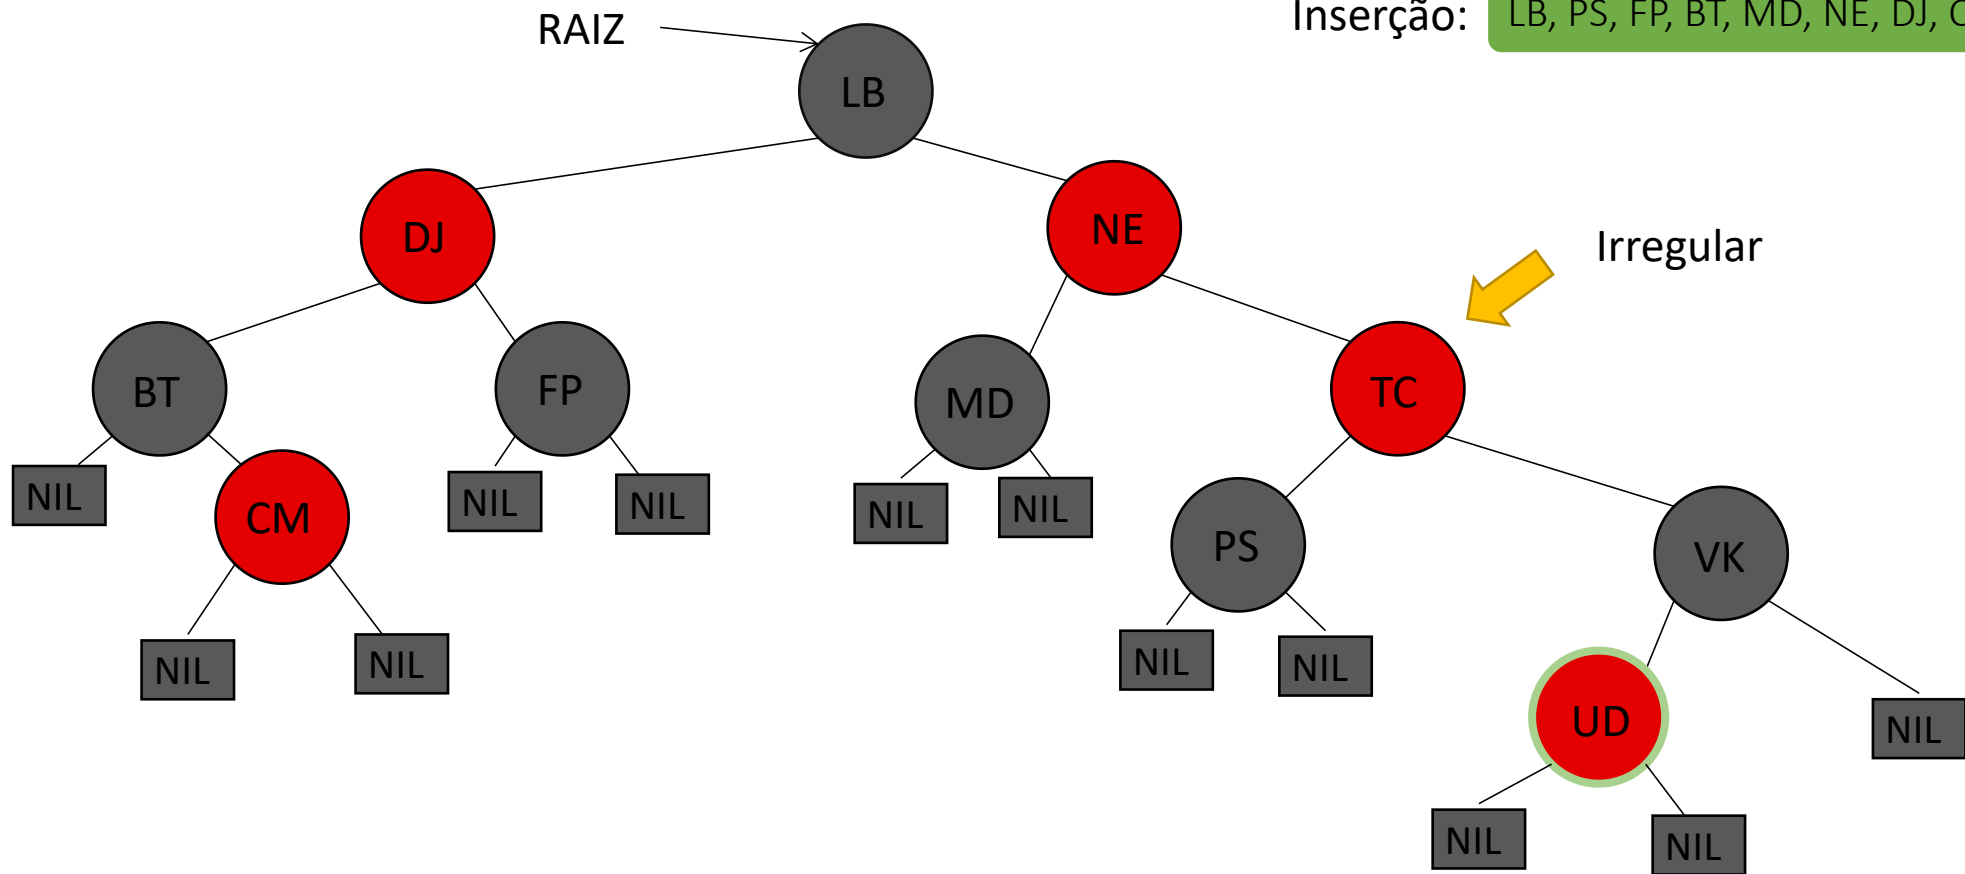 RAIZ
Inserção: LB, PS, FP, BT, MD, NE, DJ,
LB
DJ
NE
Irregular
BT
FP
MD
TC
NIL
CM
NIL
NIL
NIL
NIL
PS
VK
NIL
NIL
NIL
NIL
UD
NIL
NIL
NIL